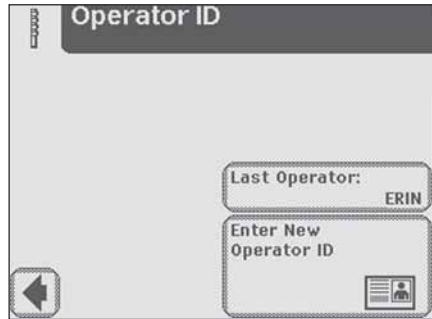 Operator ID
Last Operator:
ERIN
Enter New
Operator ID